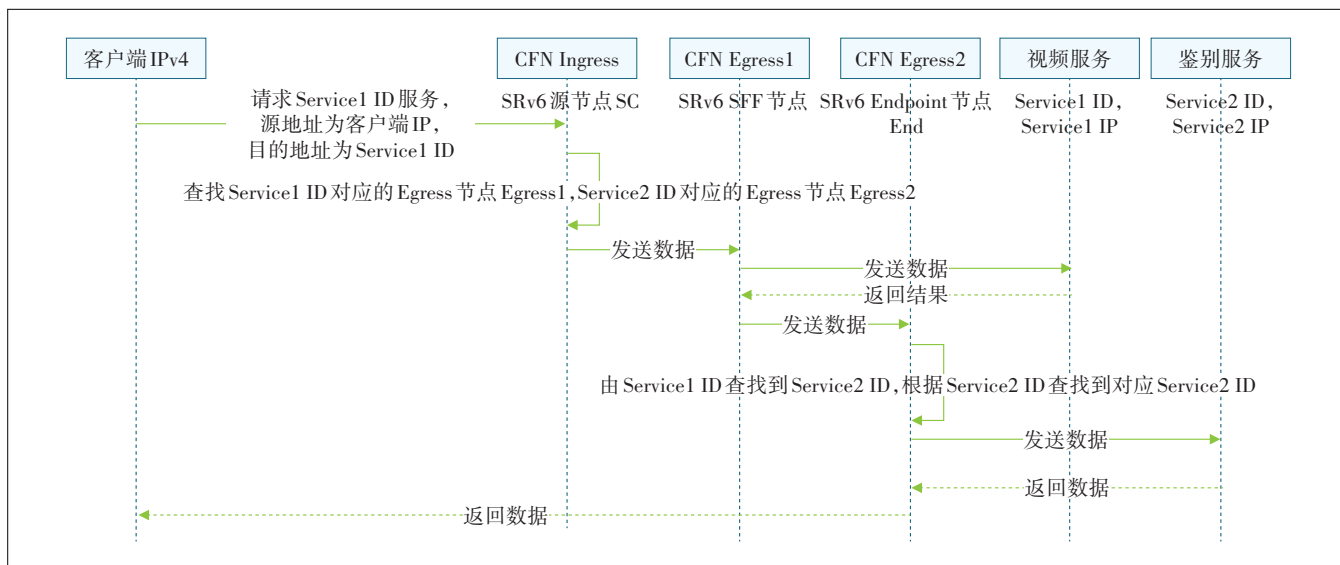 客户端IPv4
CFN Ingress
CFN Egress1
CFN Egress2
视频服务
鉴别服务
请求Service1 ID服务，
源地址为客户端IP，
目的地址为Service1 ID
SRv6源节点SC
SRv6 SFF节点
SRv6 Endpoint节点
End
Service1 ID，
Service1 IP
Service2 ID，
Service2 IP
查找Service1 ID对应的Egress节点Egress1，Service2 ID对应的Egress节点Egress2
发送数据
发送数据
返回结果
发送数据
由Service1 ID查找到Service2 ID，根据Service2 ID查找到对应Service2 ID
发送数据
返回数据
返回数据